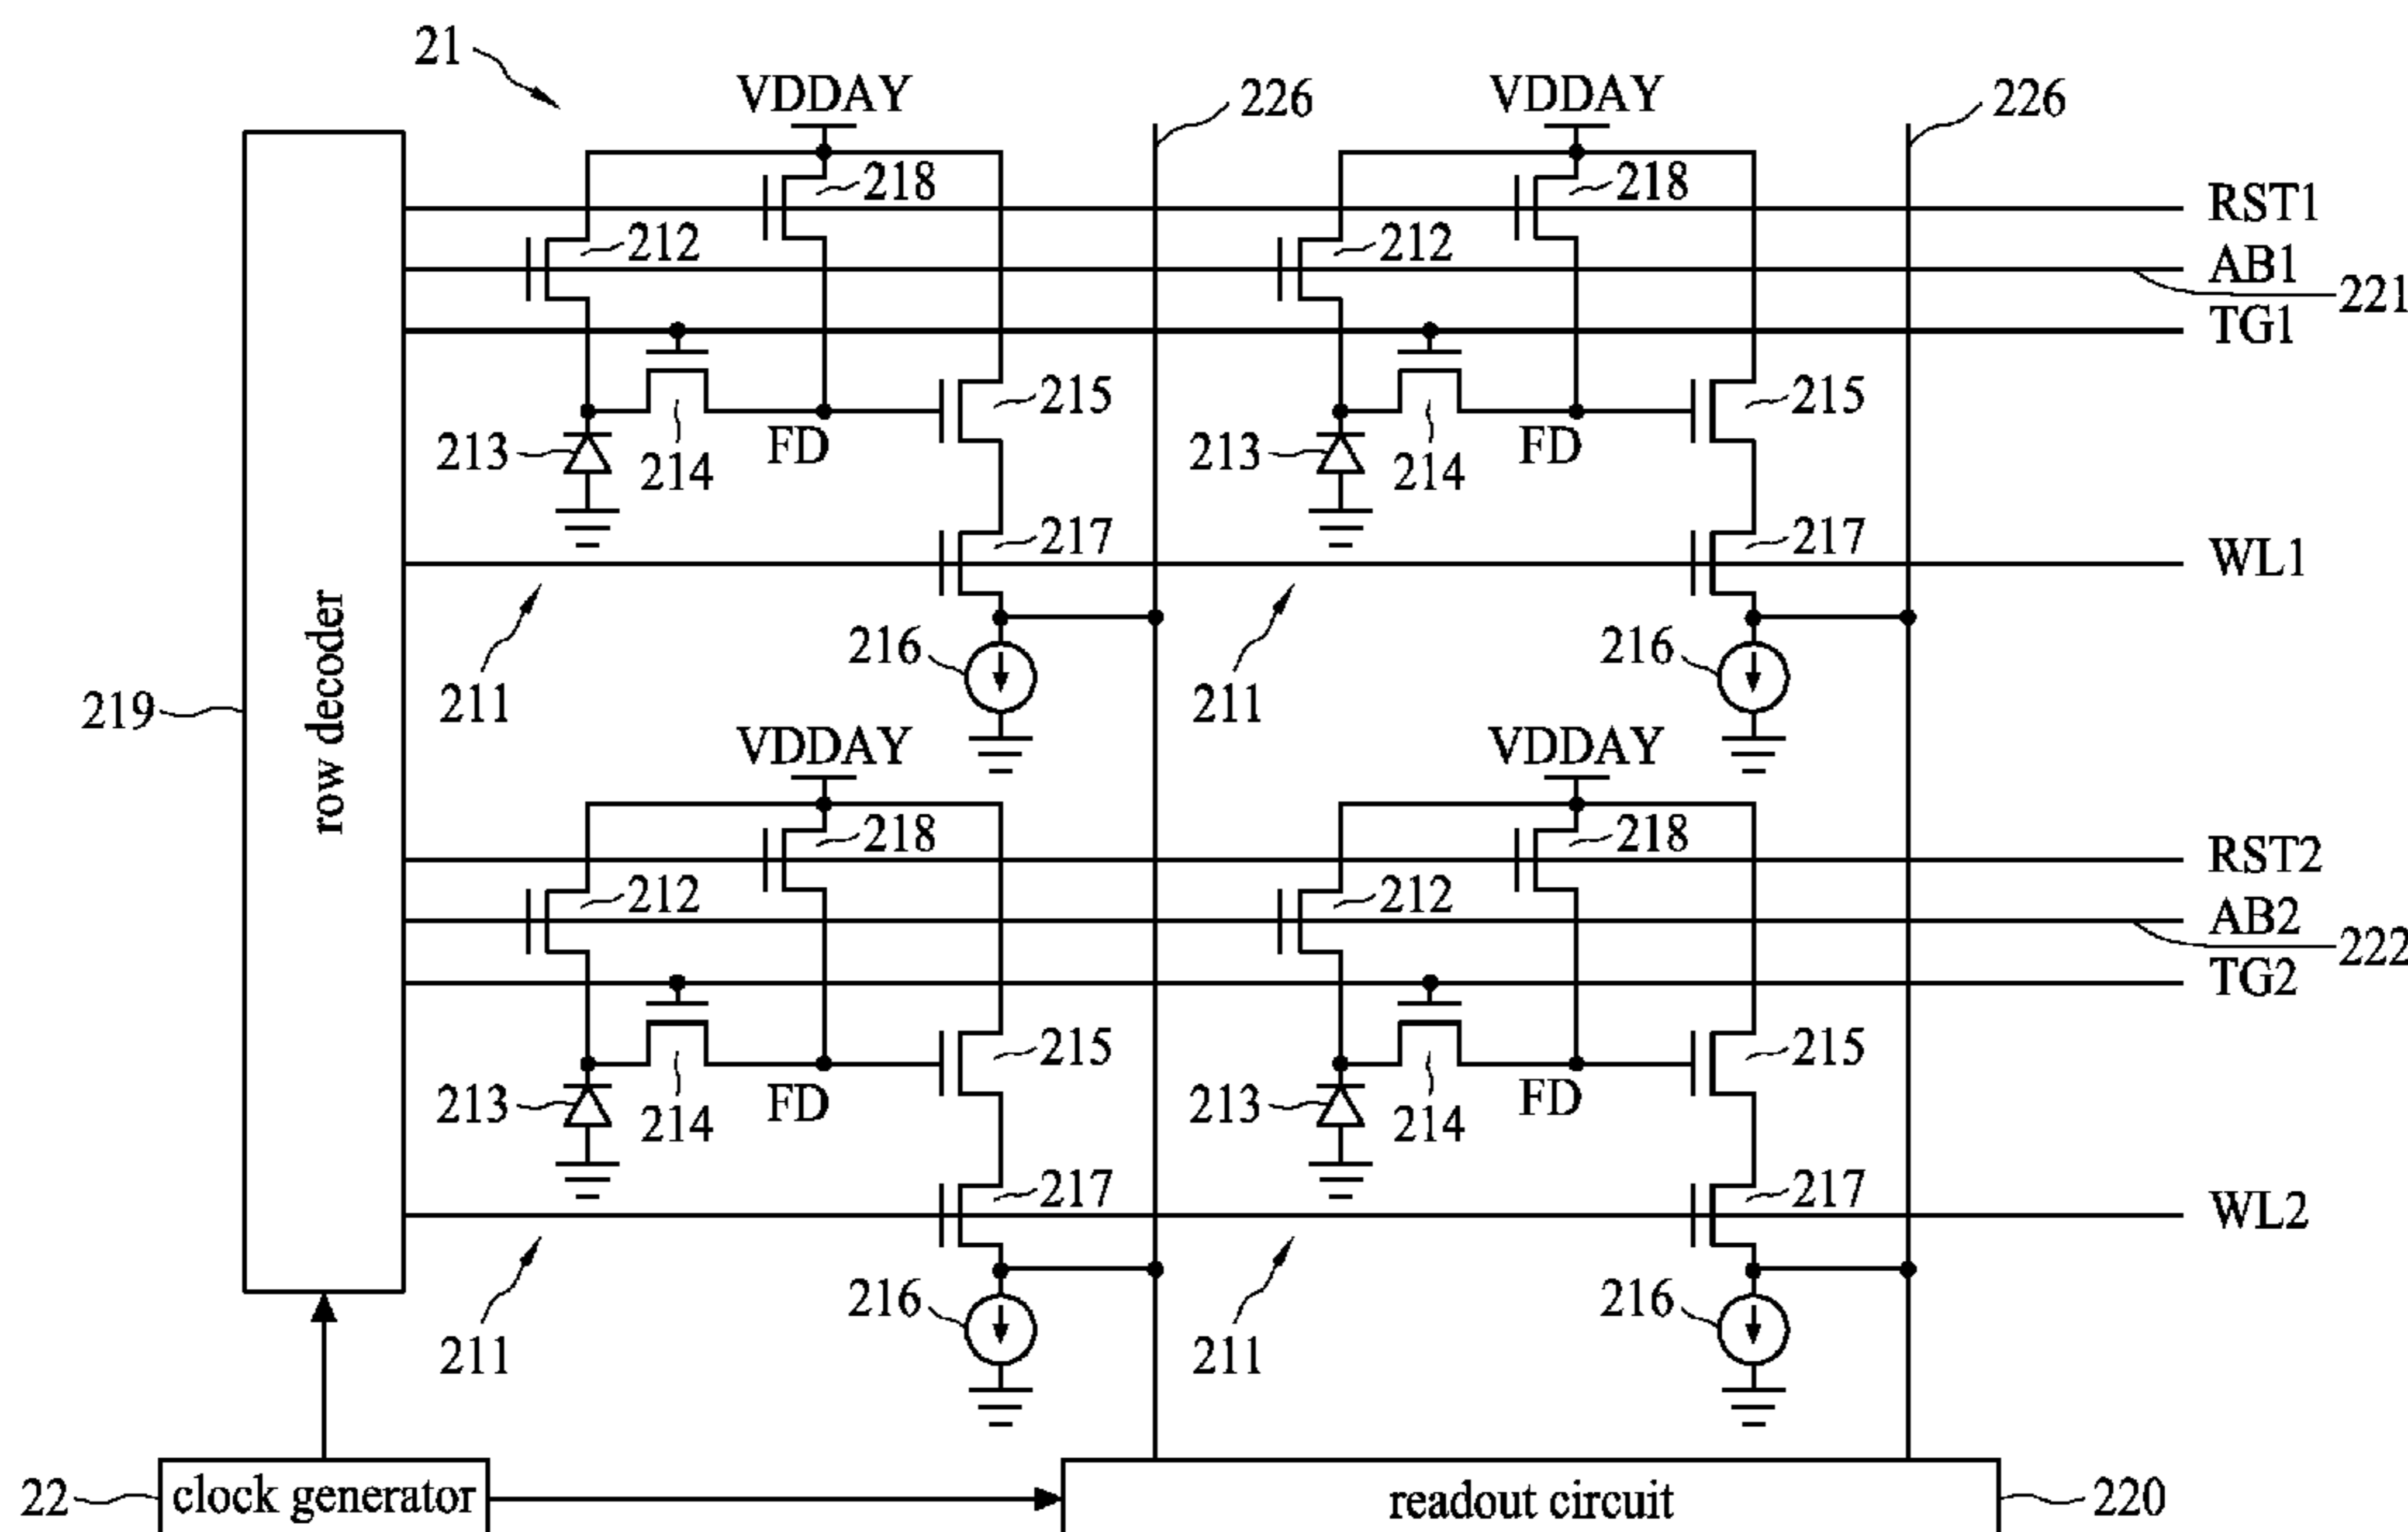 21
VDDAY
226
VDDAY
226
218
218
RST1
212
212
AB1
221
TG1
215
215
213
214
FD
213
214
FD
217
217
WL1
216
216
211
211
219
row decoder
VDDAY
VDDAY
218
218
RST2
212
212
AB2
222
TG2
215
215
213
214
FD
213
214
FD
217
217
WL2
216
216
211
211
22
clock generator
readout circuit
220